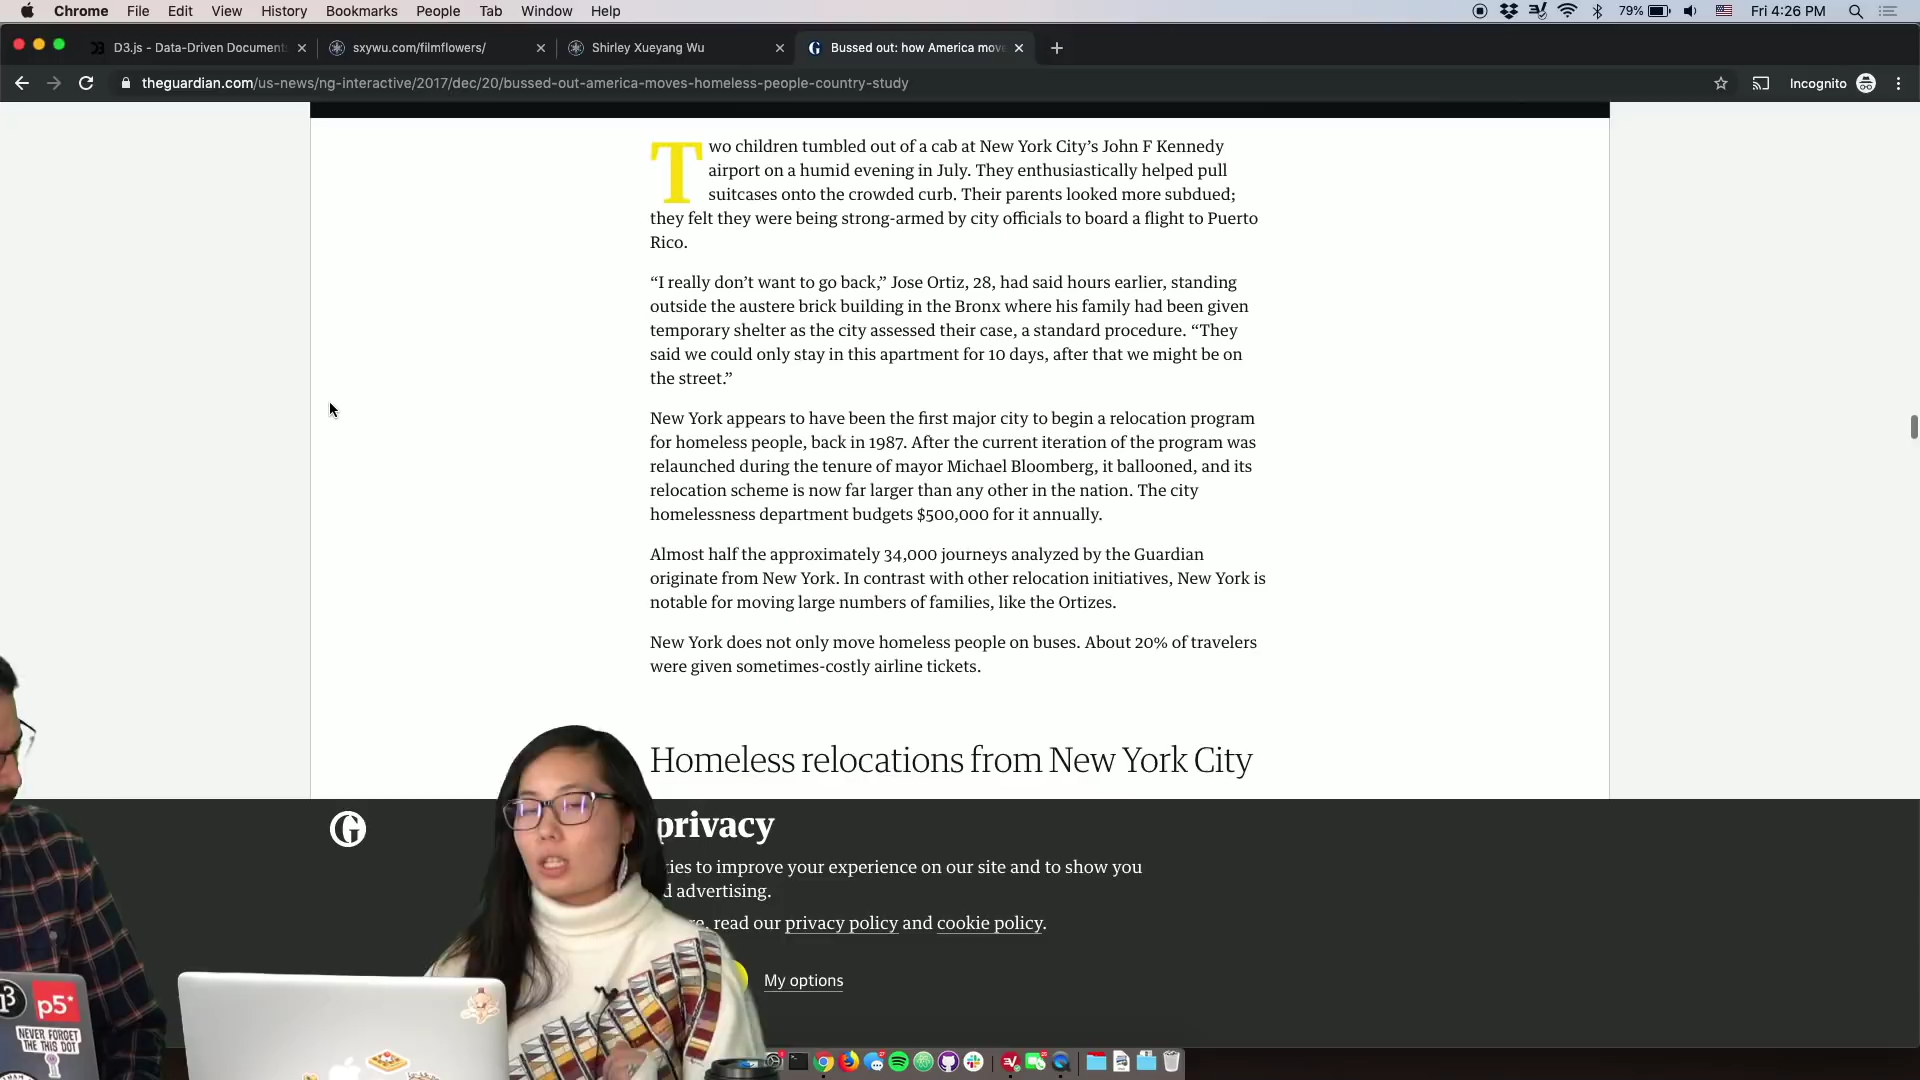 Chrome File Edit View History Bookmarks People Tab Window Help 79% Fri 4:26 PM
D3.js - Data-Driven Document
sxywu.com/filmflowers/
Shirley Xueyang Wu
Bussed out: how America mov
theguardian.com/us-news/ng-interactive/2017/dec/20/bussed-out-america-moves-homeless-people-country-study
Incognito
Two children tumbled out of a cab at New York City’s John F Kennedy
airport on a humid evening in July. They enthusiastically helped pull
suitcases onto the crowded curb. Their parents looked more subdued;
they felt they were being strong-armed by city officials to board a flight to Puerto
Rico.
“I really don’t want to go back,” Jose Ortiz, 28, had said hours earlier, standing
outside the austere brick building in the Bronx where his family had been given
temporary shelter as the city assessed their case, a standard procedure. “They
said we could only stay in this apartment for 10 days, after that we might be on
the street.”
New York appears to have been the first major city to begin a relocation program
for homeless people, back in 1987. After the current iteration of the program was
relaunched during the tenure of mayor Michael Bloomberg, it ballooned, and its
relocation scheme is now far larger than any other in the nation. The city
homelessness department budgets $500,000 for it annually.
Almost half the approximately 34,000 journeys analyzed by the Guardian
originate from New York. In contrast with other relocation initiatives, New York is
notable for moving large numbers of families, like the Ortizes.
New York does not only move homeless people on buses. About 20% of travelers
were given sometimes-costly airline tickets.
Homeless relocations from New York City
privacy
to improve your experience on our site and to show you
advertising.
read our privacy policy and cookie policy.
My options
p5*
NEVER FORGET
THE THIS DOT